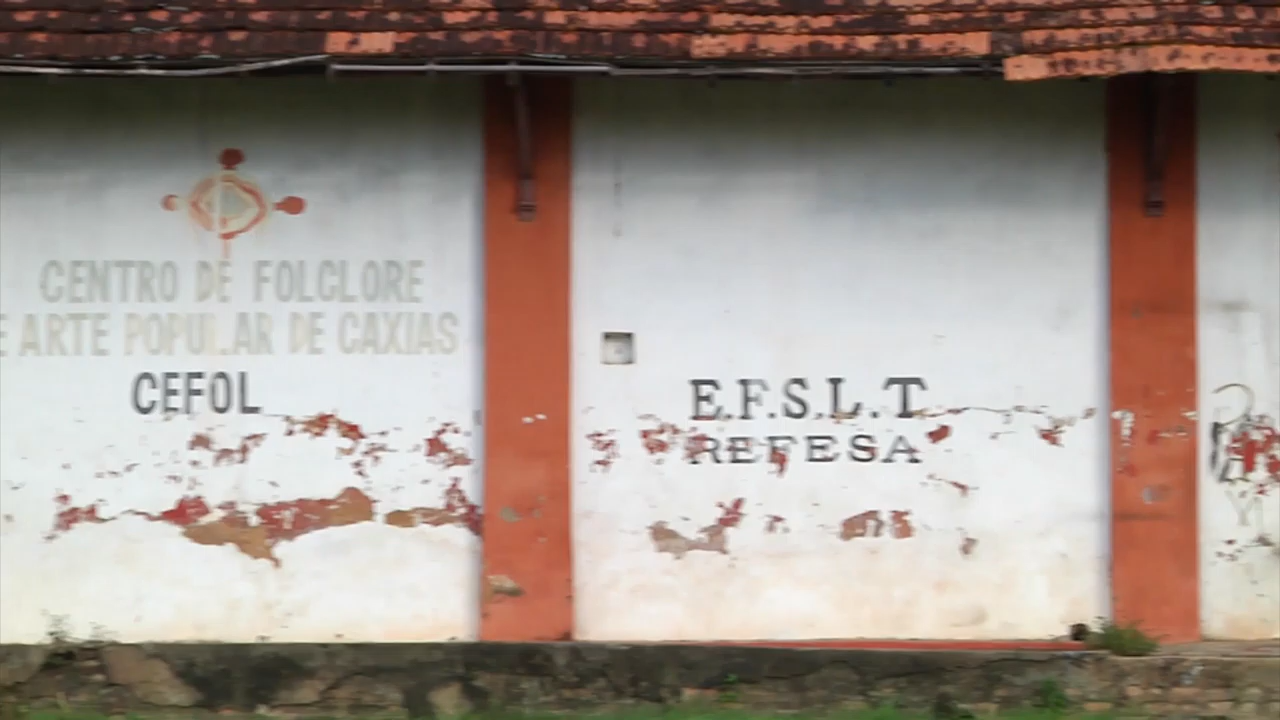 CENTRO DE FOLCLORE
E ARTE POPULAR DE CAXIAS
CEFOL
E.F.S.L.T
REFESA